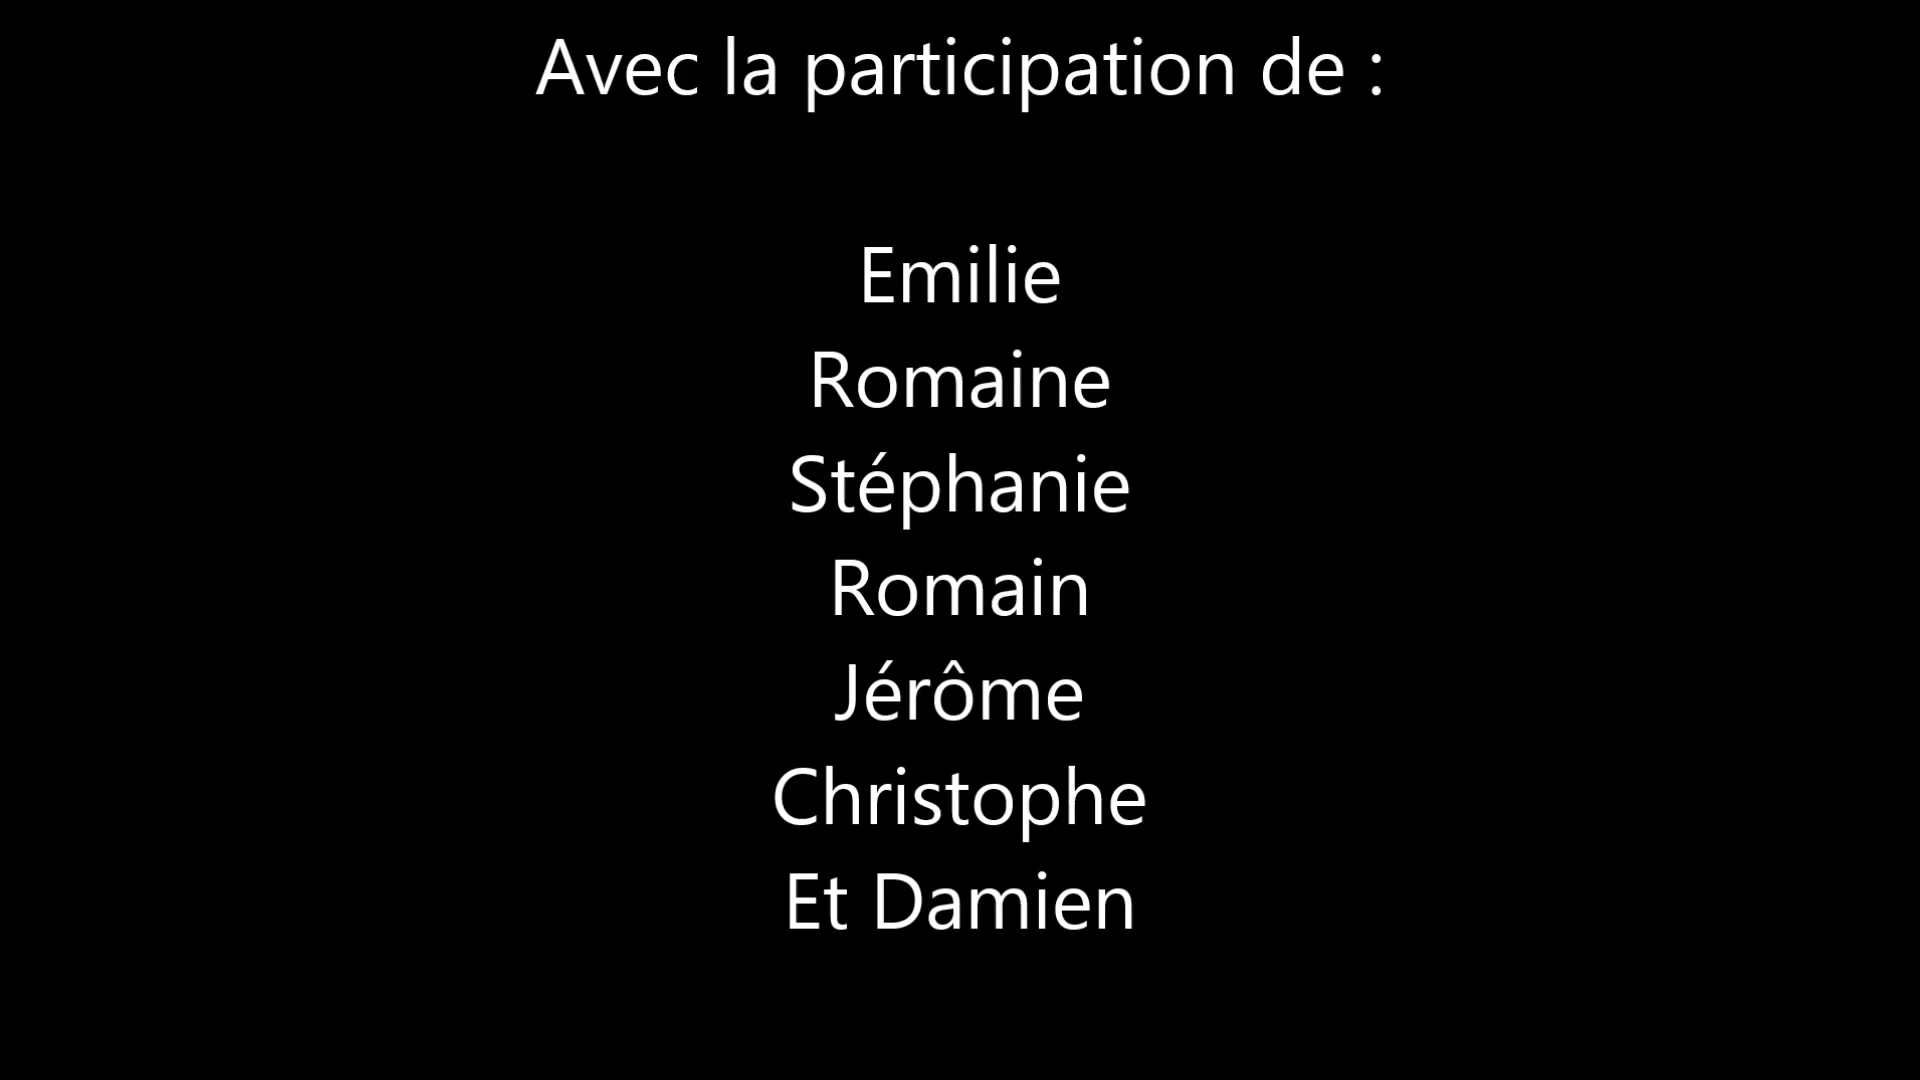 Avec la participation de :
Emilie
Romaine
Stéphanie
Romain
Jérôme
Christophe
Et Damien